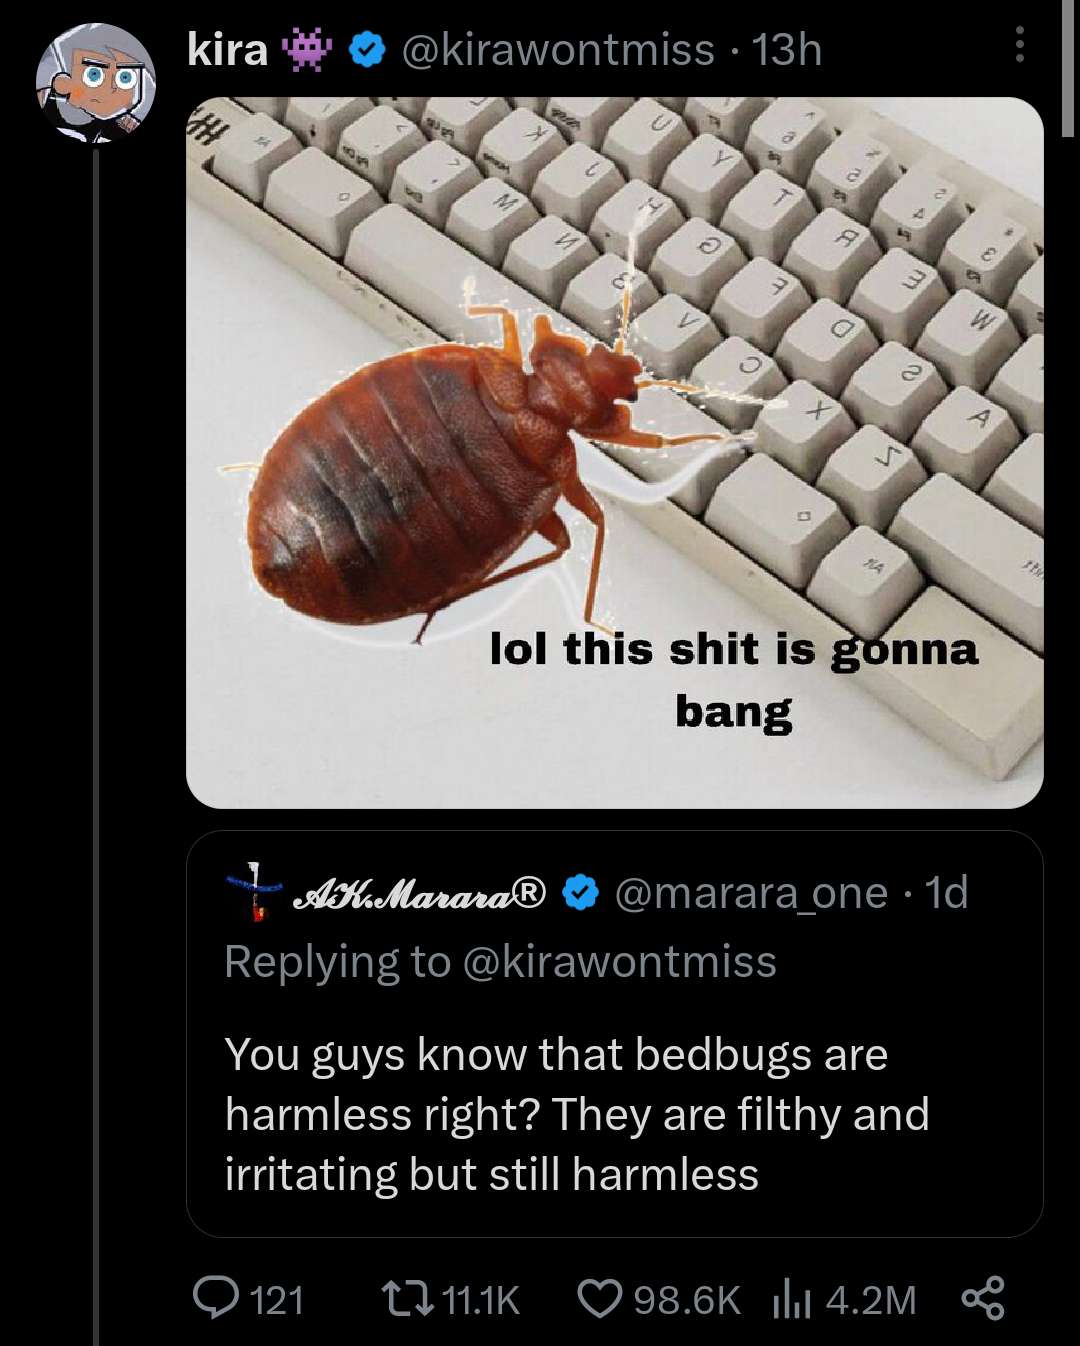 kira 👾 @kirawontmiss · 13h
lol this shit is gonna
bang
AK.Marara® @marara_one · 1d
Replying to @kirawontmiss
You guys know that bedbugs are
harmless right? They are filthy and
irritating but still harmless
121 11.1K 98.6K 4.2M